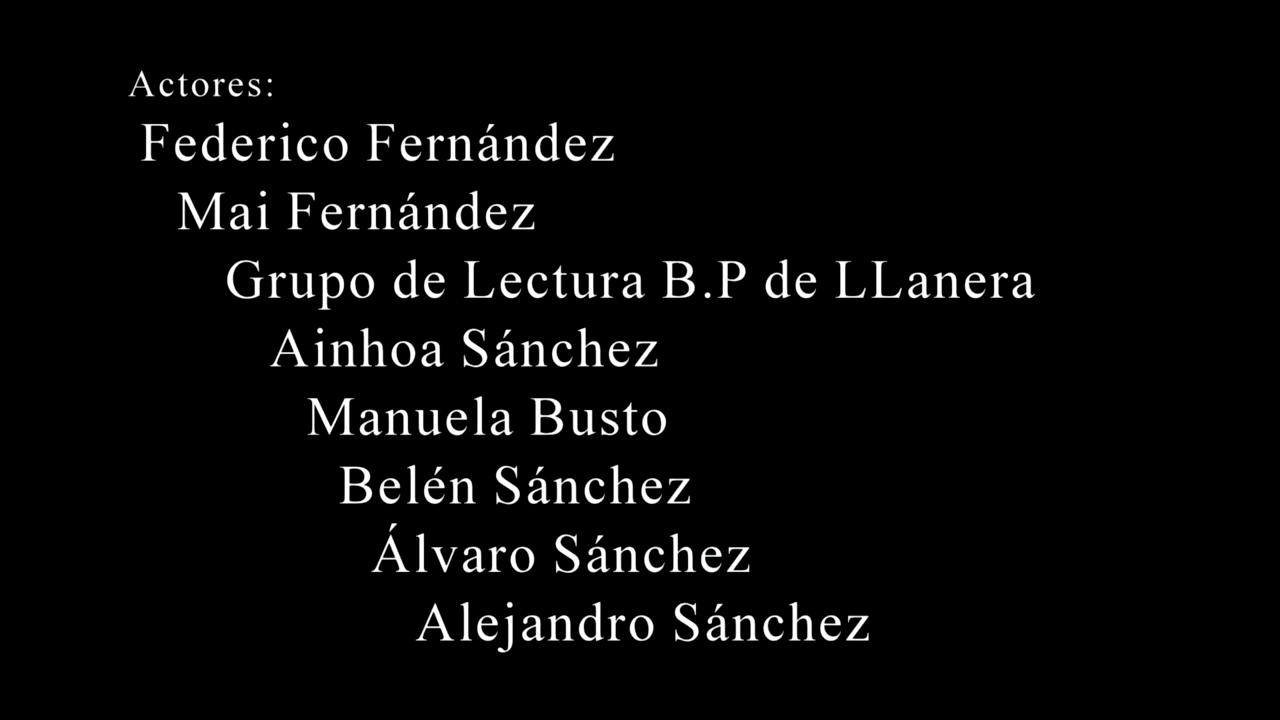 Actores:
Federico Fernández
Mai Fernández
Grupo de Lectura B.P de LLanera
Ainhoa Sánchez
Manuela Busto
Belén Sánchez
Álvaro Sánchez
Alejandro Sánchez